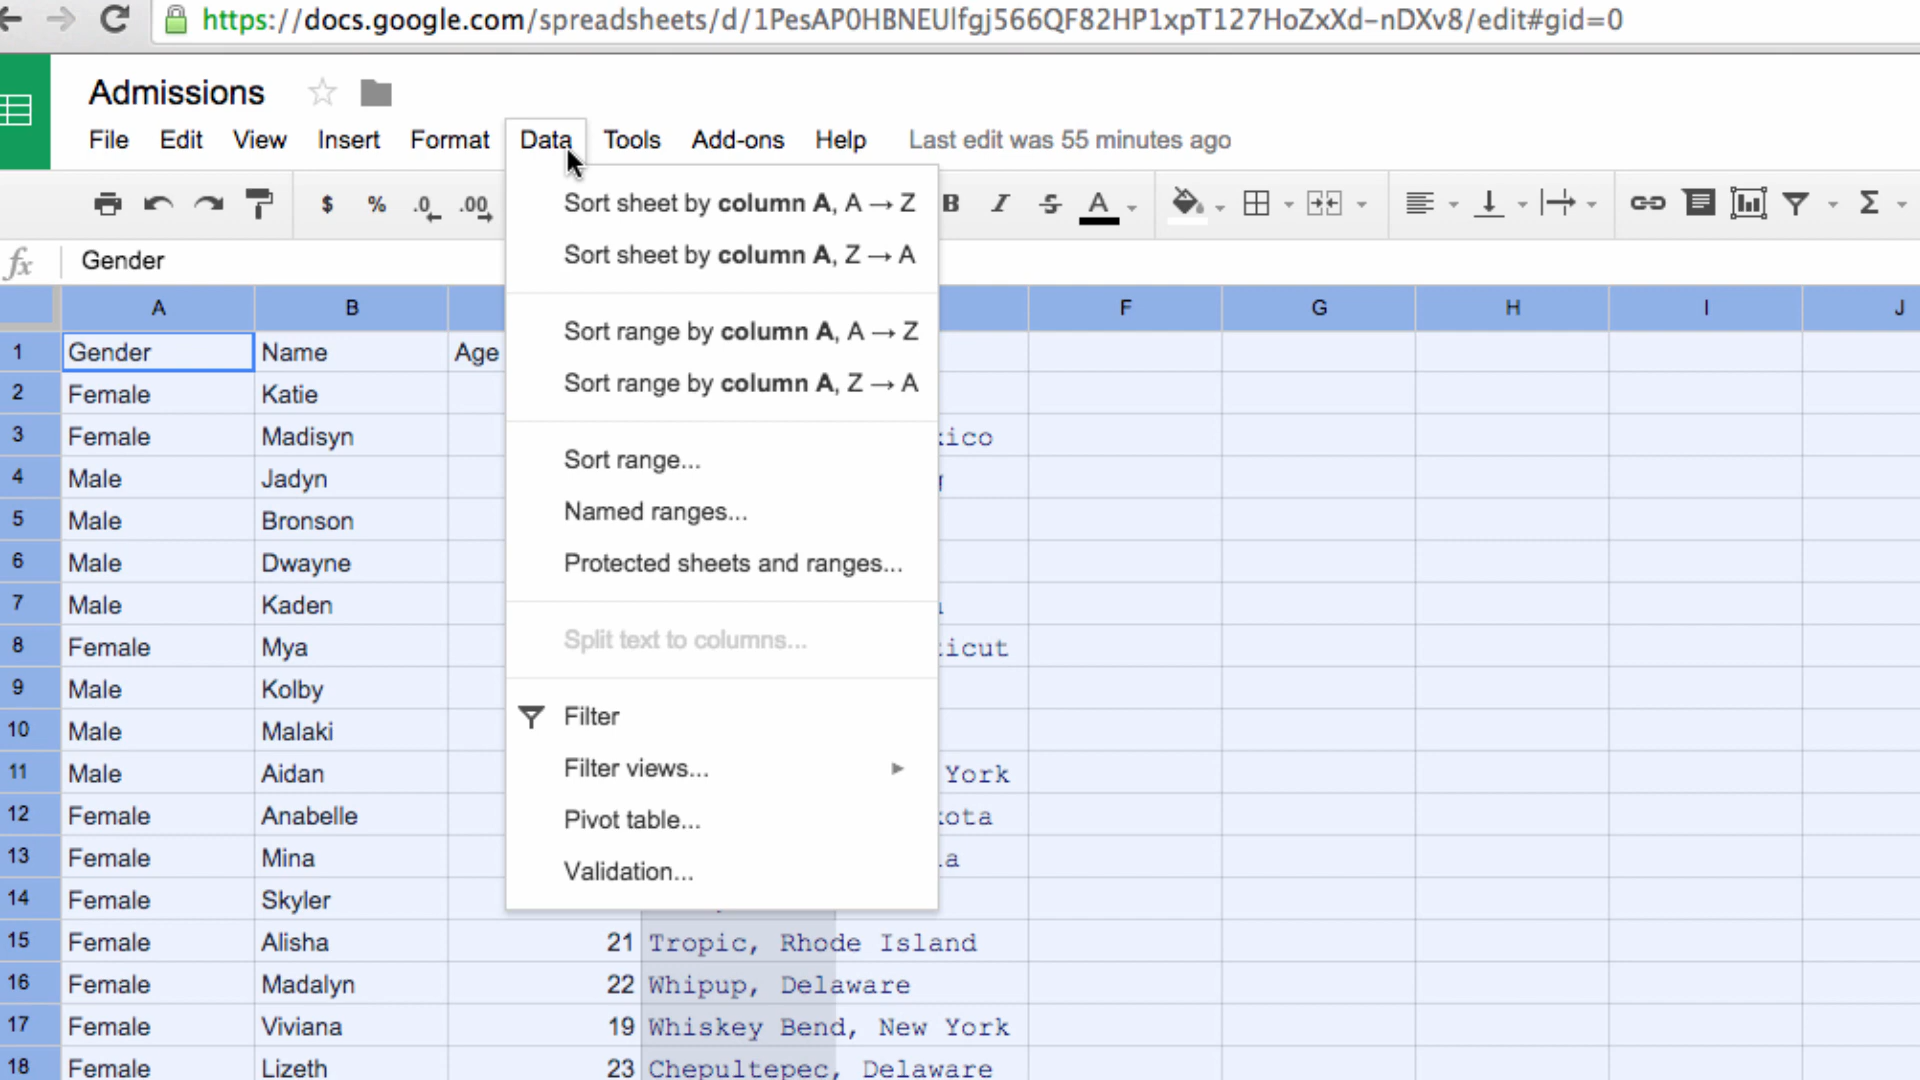 https://docs.google.com/spreadsheets/d/1PesAP0HBNEUlfgj566QF82HP1xpT127HoZxXd-nDXv8/edit#gid=0
Admissions
File Edit View Insert Format Data Tools Add-ons Help Last edit was 55 minutes ago
$ % .0 .00 B I S A Σ
Sort sheet by column A, A → Z
Sort sheet by column A, Z → A
Sort range by column A, A → Z
Sort range by column A, Z → A
Sort range...
Named ranges...
Protected sheets and ranges...
Split text to columns...
Filter
Filter views...
Pivot table...
Validation...
fx Gender
A B F G H I J
1 Gender Name Age
2 Female Katie
3 Female Madisyn ico
4 Male Jadyn
5 Male Bronson
6 Male Dwayne
7 Male Kaden
8 Female Mya icut
9 Male Kolby
10 Male Malaki
11 Male Aidan York
12 Female Anabelle ota
13 Female Mina a
14 Female Skyler
15 Female Alisha 21 Tropic, Rhode Island
16 Female Madalyn 22 Whipup, Delaware
17 Female Viviana 19 Whiskey Bend, New York
18 Female Lizeth 23 Chepultepec, Delaware